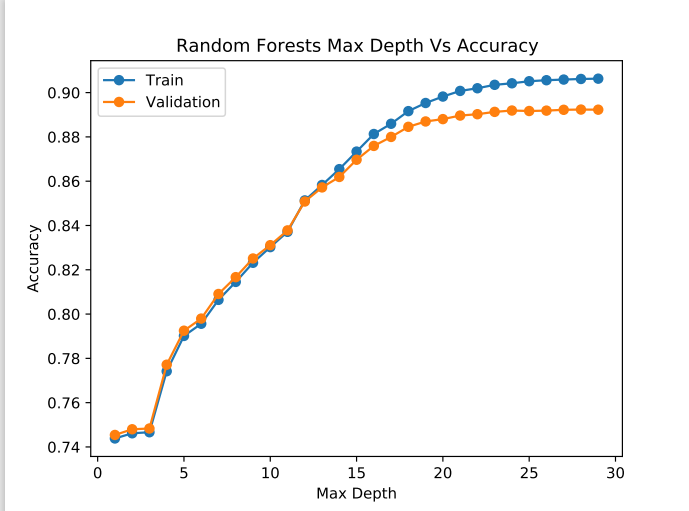 Random Forests Max Depth Vs Accuracy
Train
Validation
0.90
0.88
0.86
0.84
0.82
0.80
0.78
0.76
0.74
Accuracy
0 5 10 15 20 25 30
Max Depth